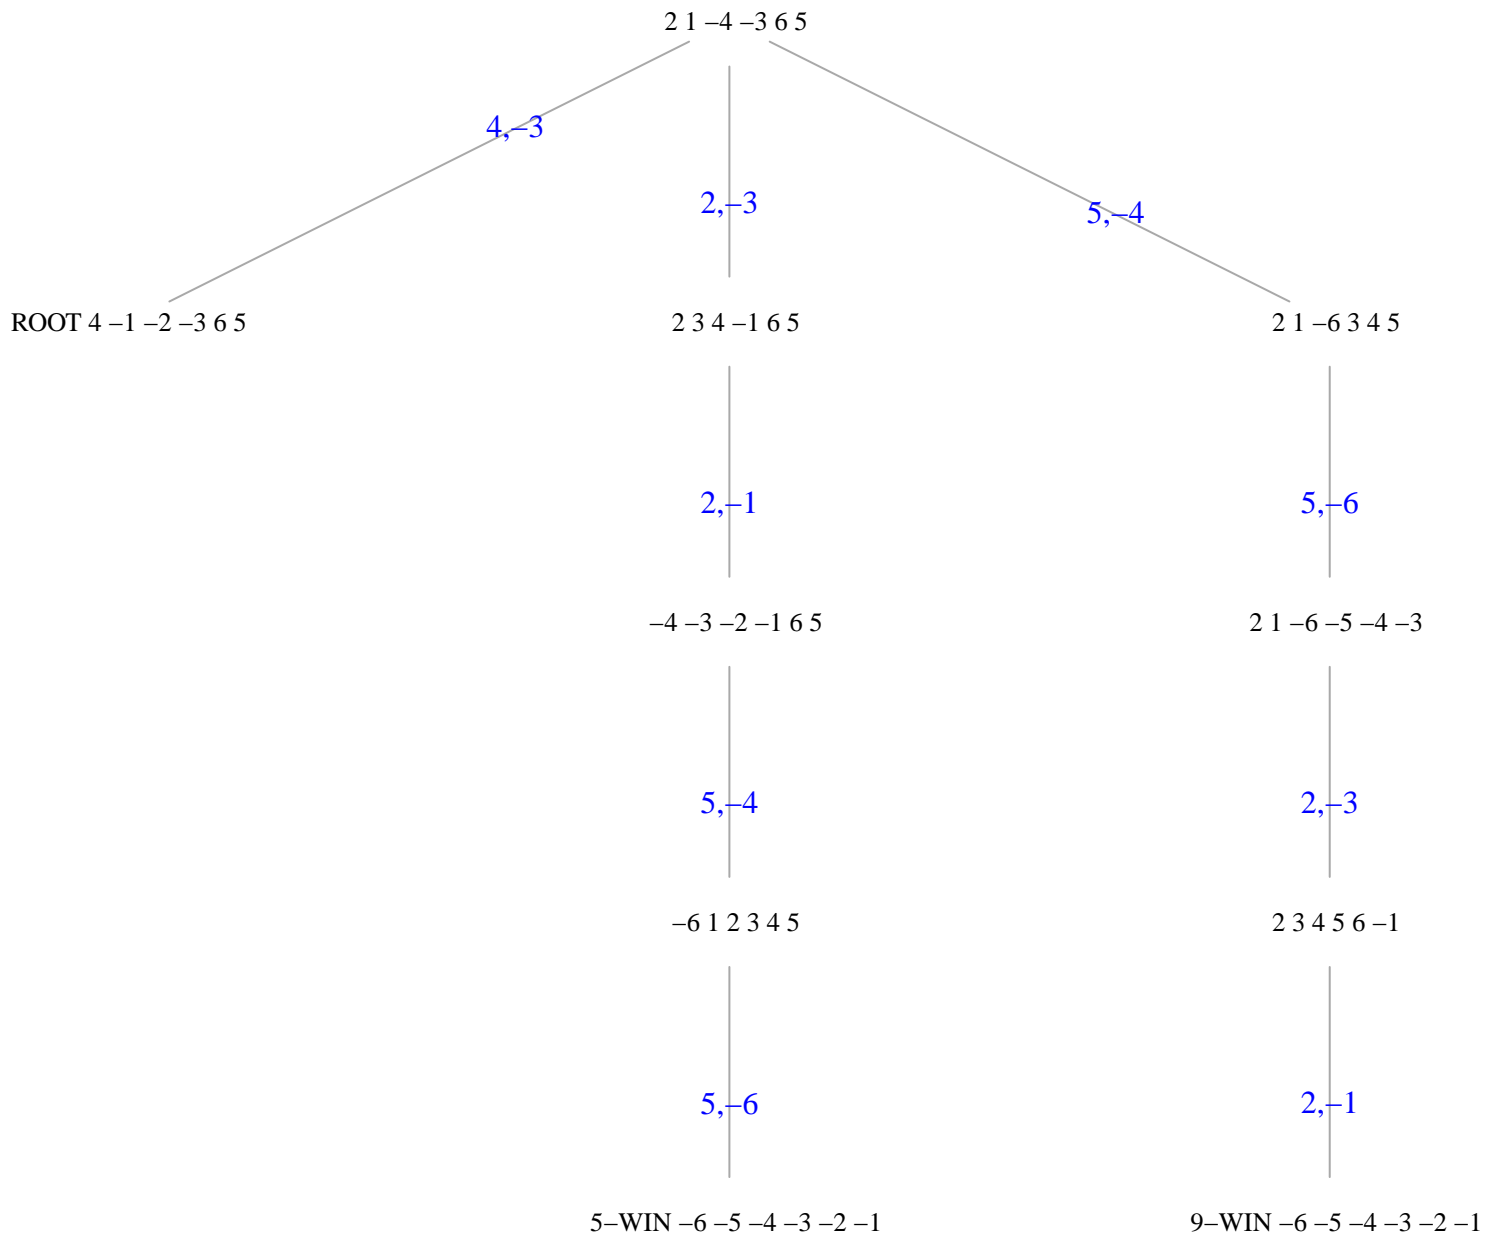 2 1 –4 –3 6 5
4,–3
2,–3
5,–4
ROOT 4 –1 –2 –3 6 5
2 3 4 –1 6 5
2 1 –6 3 4 5
2,–1
5,–6
–4 –3 –2 –1 6 5
2 1 –6 –5 –4 –3
5,–4
2,–3
–6 1 2 3 4 5
2 3 4 5 6 –1
5,–6
2,–1
5–WIN –6 –5 –4 –3 –2 –1
9–WIN –6 –5 –4 –3 –2 –1